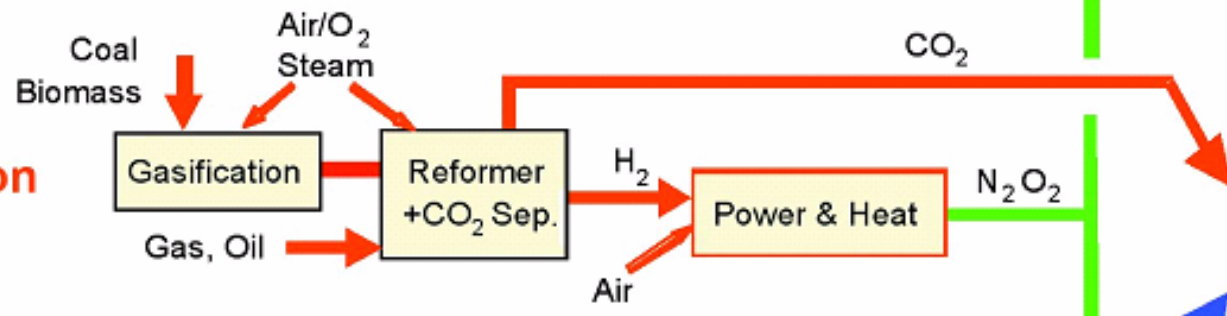 Air/O₂
Steam
Coal
Biomass
CO₂
on
Gasification
Reformer
+CO₂ Sep.
H₂
Power & Heat
N₂O₂
Gas, Oil
Air